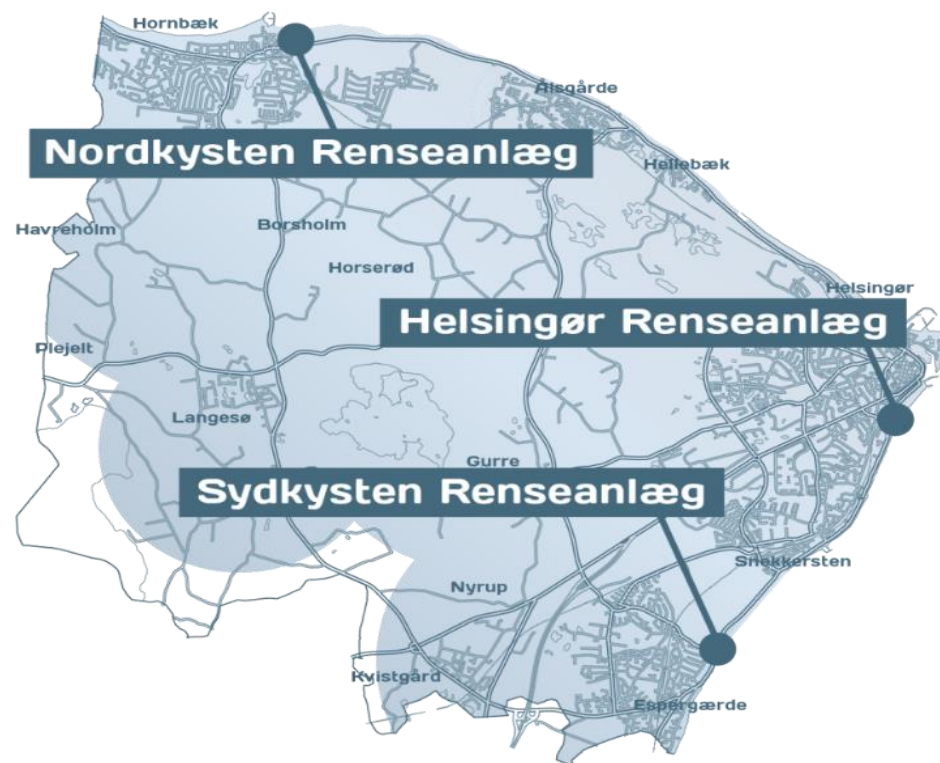 Hornbæk
Ålsgårde
Nordkysten Renseanlæg
Hellebæk
Havreholm
Borsholm
Horserød
Helsingør
Helsingør Renseanlæg
Plejelt
Langesø
Gurre
Sydkysten Renseanlæg
Snekkersten
Nyrup
Kvistgård
Espergærde